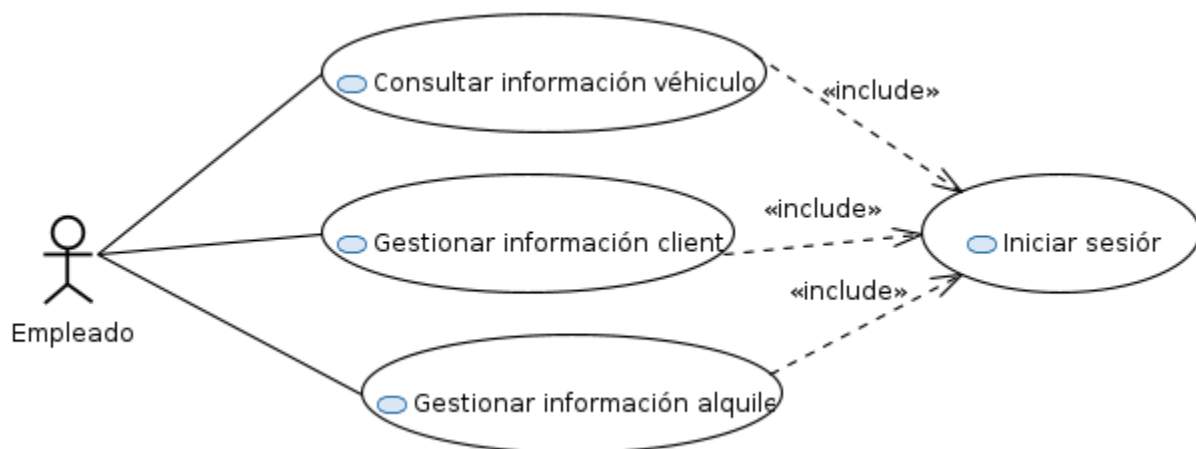 Consultar información véhiculo
«include»
«include»
Gestionar información client
Iniciar sesiór
«include»
Empleado
Gestionar información alquile